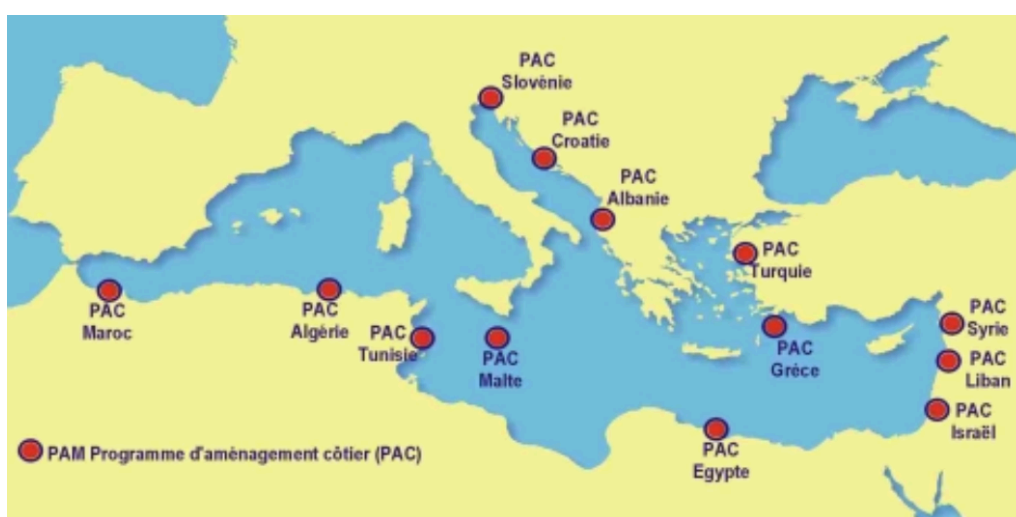 PAC
Slovénie
PAC
Croatie
PAC
Albanie
PAC
Turquie
PAC
Maroc
PAC
Algérie
PAC
Tunisie
PAC
Malte
PAC
Gréce
PAC
Syrie
PAC
Liban
PAC
Israël
PAC
Egypte
PAM Programme d'aménagement côtier (PAC)